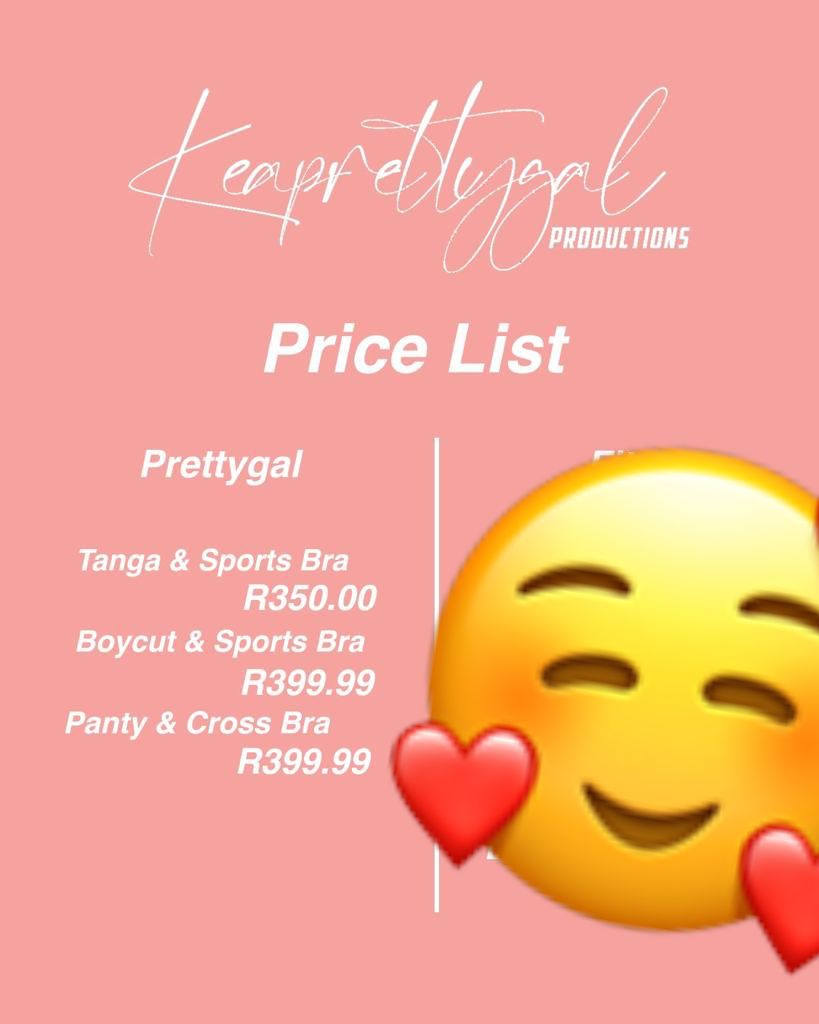 Keaprettygal
PRODUCTIONS
Price List
Prettygal
Tanga & Sports Bra
R350.00
Boycut & Sports Bra
R399.99
Panty & Cross Bra
R399.99